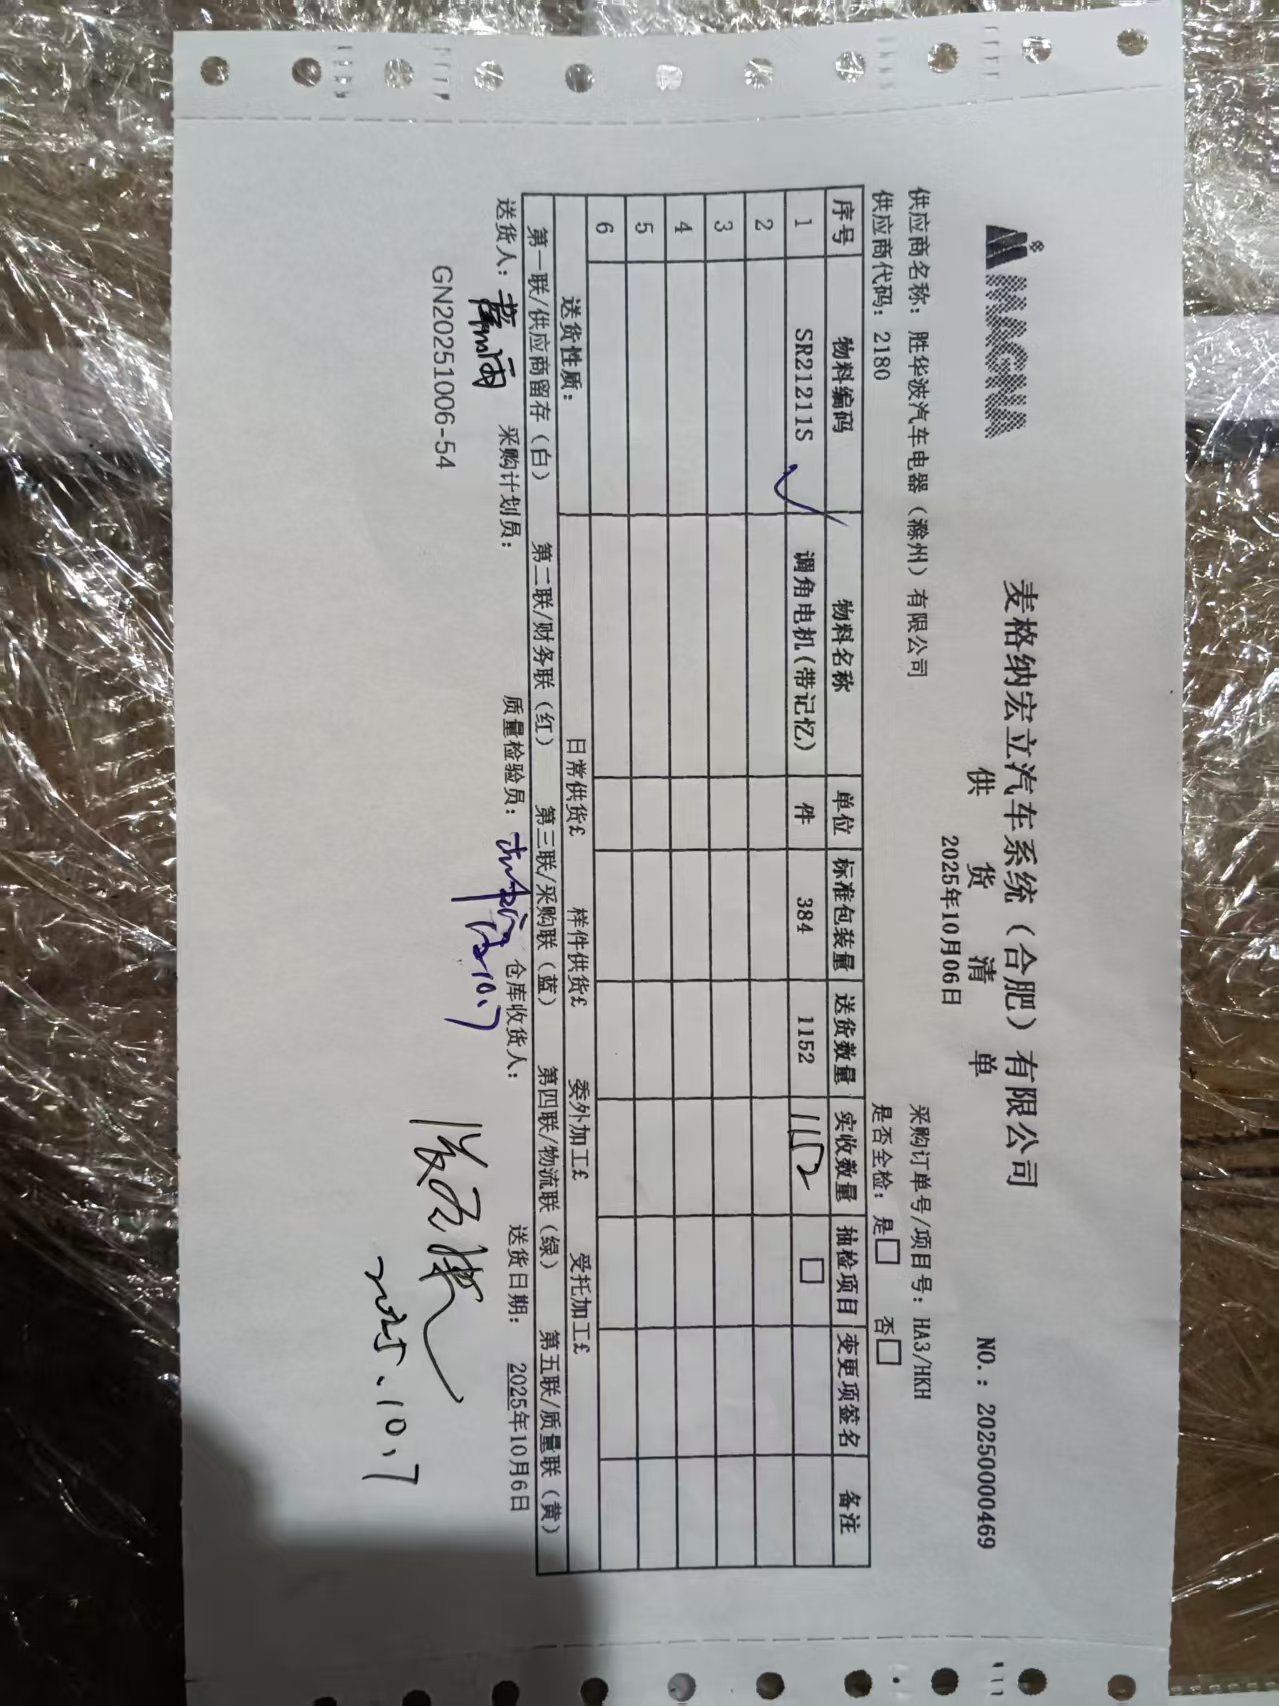 MAGNA
麦格纳宏立汽车系统（合肥）有限公司
供 货 清 单
NO.：20250000469
2025年10月06日
供应商名称：胜华波汽车电器（滁州）有限公司 采购订单号/项目号：HA3/HKH
供应商代码：2180 是否全检：是□ 否□
序号 物料编码 物料名称 单位 标准包装量 送货数量 实收数量 抽检项目 变更项签名 备注
1 SR21211S 调角电机(带记忆) 件 384 1152 1152 □
2
3
4
5
6
送货性质： 日常供货£ 样件供货£ 委外加工£ 受托加工£
第一联/供应商留存（白） 第二联/财务联（红） 第三联/采购联（蓝） 第四联/物流联（绿） 第五联/质量联（黄）
送货人： 采购计划员： 质量检验员： 10.7 仓库收货人： 送货日期： 2025年10月6日
2025.10.7
GN20251006-54